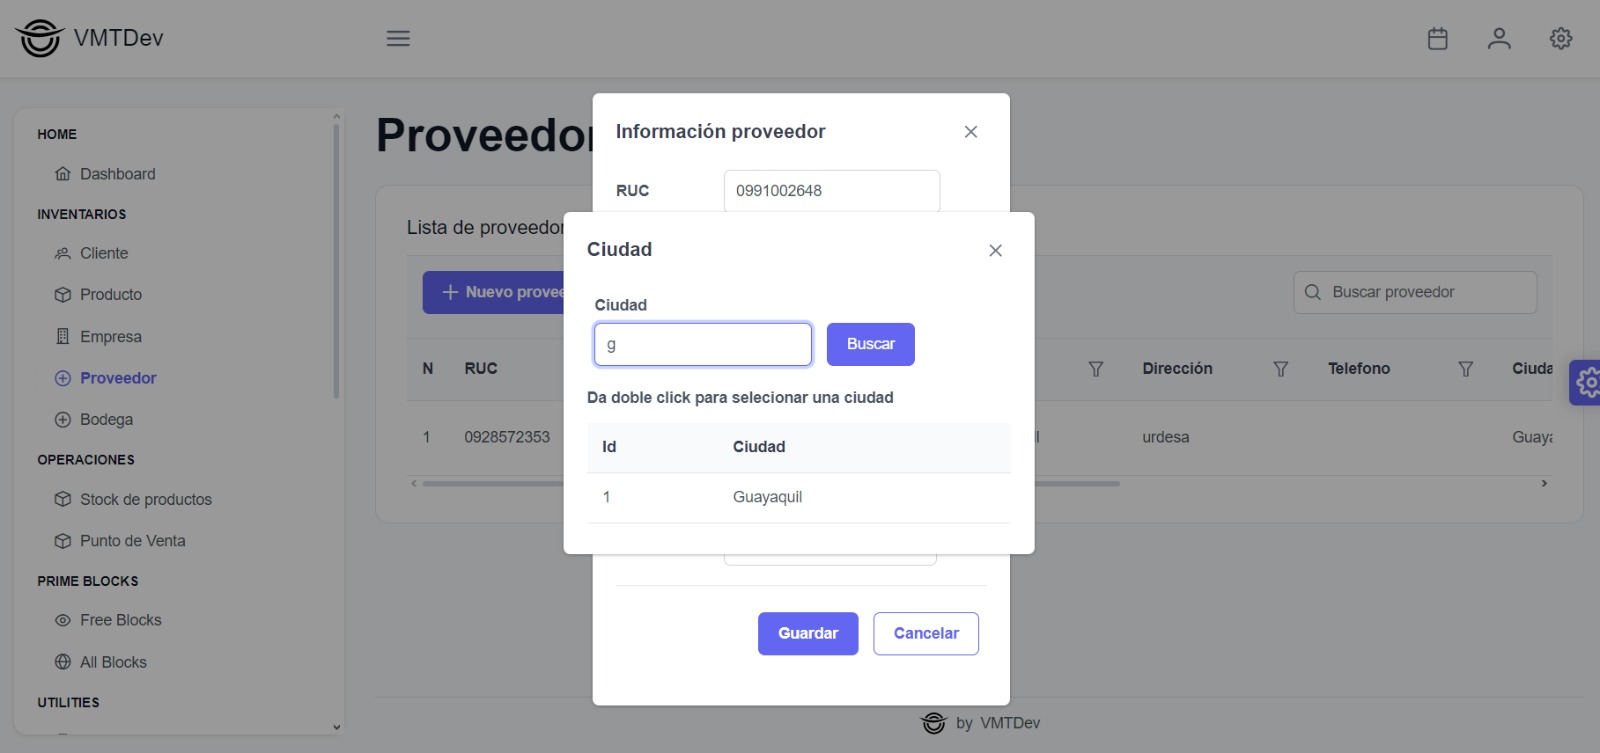 VMTDev
HOME
Dashboard
INVENTARIOS
Cliente
Producto
Empresa
Proveedor
Bodega
OPERACIONES
Stock de productos
Punto de Venta
PRIME BLOCKS
Free Blocks
All Blocks
UTILITIES
Proveedor
Lista de proveedor
Nuevo provee
Buscar proveedor
N RUC Dirección Telefono Ciuda
1 0928572353 urdesa Guaya
Información proveedor
RUC 0991002648
Ciudad
Ciudad
g Buscar
Da doble click para selecionar una ciudad
Id Ciudad
1 Guayaquil
Guardar Cancelar
by VMTDev